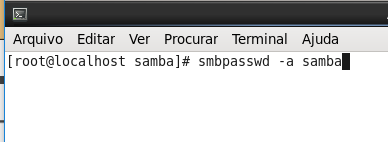 Arquivo Editar Ver Procurar Terminal Ajuda
[root@localhost samba]# smbpasswd -a samba